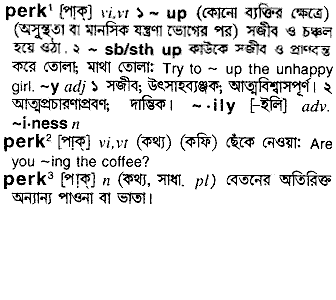 perk¹ [পাক্] vi,vt ১ ~ up (কোনো ব্যক্তির ক্ষেত্রে)
(অসুস্থতা বা মানসিক যন্ত্রণা ভোগের পর) সজীব ও চঞ্চল
হয়ে ওঠা. ২ ~ sb/sth up কাউকে সজীব ও প্রাণবন্ত
করে তোলা; মাথা তোলা: Try to ~ up the unhappy
girl. ~y adj ১ সজীব; উৎসাহব্যঞ্জক; আত্মবিশ্বাসপূর্ণ। ২
আত্মপ্রচারণাপ্রবণ; দাম্ভিক। ~·ily [–ইলি] adv.
~i·ness n
perk² [পাক্] vi,vt (কথ্য) (কফি) ছেঁকে নেওয়া: Are
you ~ing the coffee?
perk³ [পাক্] n (কথ্য, সাধা. pl) বেতনের অতিরিক্ত
অন্যান্য পাওনা বা ভাতা।